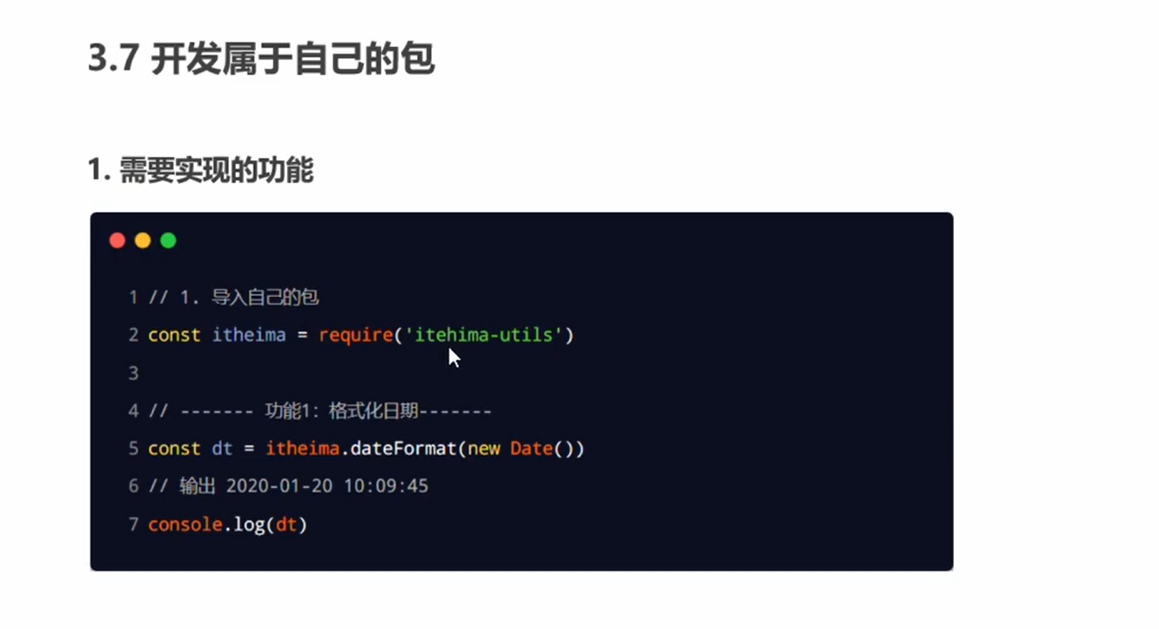 3.7 开发属于自己的包
1. 需要实现的功能
1 // 1. 导入自己的包
2 const itheima = require('itehima-utils')
3
4 // ------- 功能1：格式化日期-------
5 const dt = itheima.dateFormat(new Date())
6 // 输出 2020-01-20 10:09:45
7 console.log(dt)